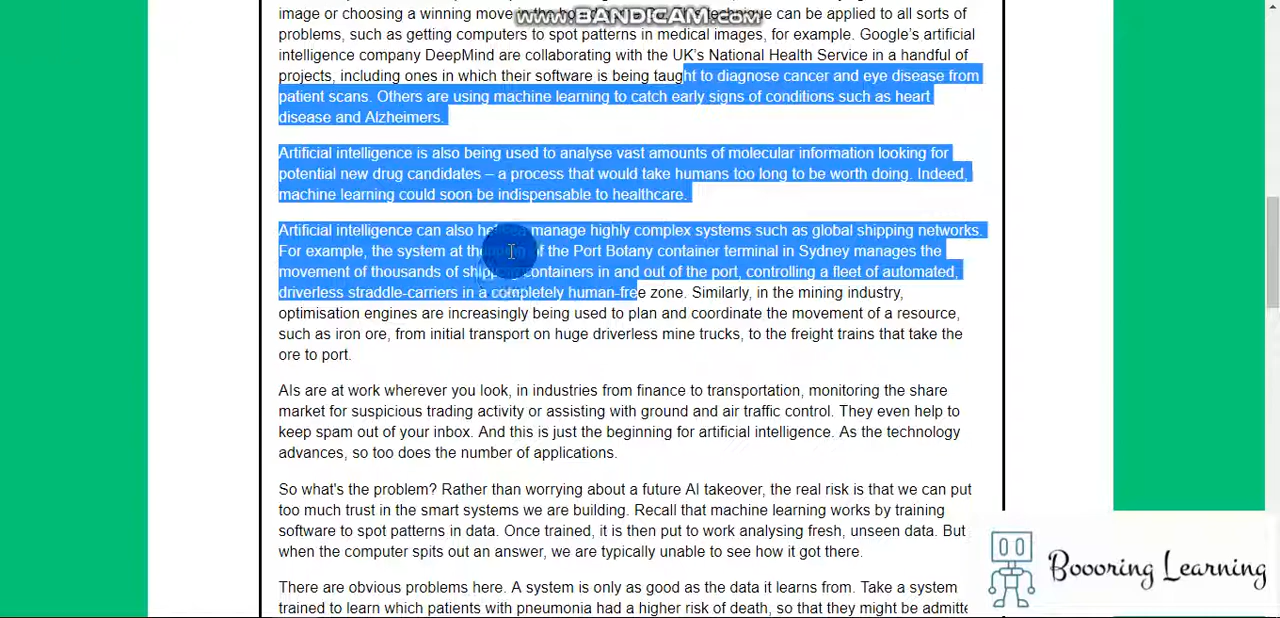 image or choosing a winning move in the can be applied to all sorts of
www.BANDICAM.com
problems, such as getting computers to spot patterns in medical images, for example. Google's artificial
intelligence company DeepMind are collaborating with the UK's National Health Service in a handful of
projects, including ones in which their software is being taught to diagnose cancer and eye disease from
patient scans. Others are using machine learning to catch early signs of conditions such as heart
disease and Alzheimers.
Artificial intelligence is also being used to analyse vast amounts of molecular information looking for
potential new drug candidates – a process that would take humans too long to be worth doing. Indeed,
machine learning could soon be indispensable to healthcare.
Artificial intelligence can also manage highly complex systems such as global shipping networks.
For example, the system at the of the Port Botany container terminal in Sydney manages the
movement of thousands of shipping containers in and out of the port, controlling a fleet of automated,
driverless straddle-carriers in a completely human-free zone. Similarly, in the mining industry,
optimisation engines are increasingly being used to plan and coordinate the movement of a resource,
such as iron ore, from initial transport on huge driverless mine trucks, to the freight trains that take the
ore to port.
AIs are at work wherever you look, in industries from finance to transportation, monitoring the share
market for suspicious trading activity or assisting with ground and air traffic control. They even help to
keep spam out of your inbox. And this is just the beginning for artificial intelligence. As the technology
advances, so too does the number of applications.
So what's the problem? Rather than worrying about a future AI takeover, the real risk is that we can put
too much trust in the smart systems we are building. Recall that machine learning works by training
software to spot patterns in data. Once trained, it is then put to work analysing fresh, unseen data. But
when the computer spits out an answer, we are typically unable to see how it got there.
There are obvious problems here. A system is only as good as the data it learns from. Take a system
trained to learn which patients with pneumonia had a higher risk of death, so that they might be admitte
Boooring Learning